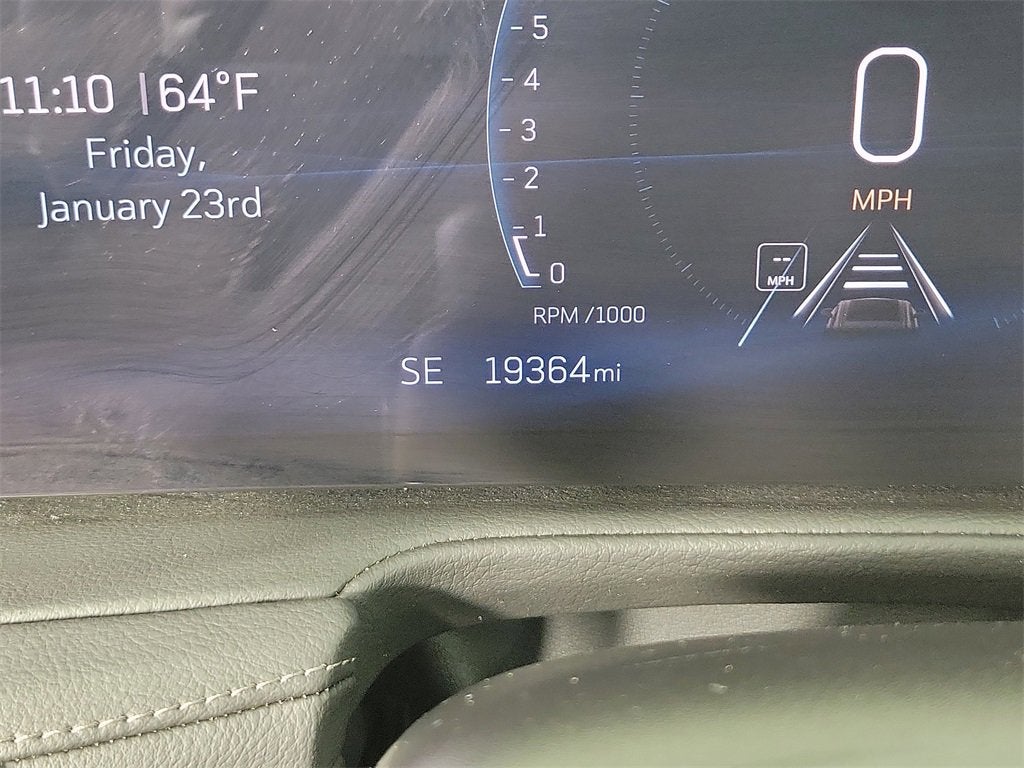 11:10 | 64°F
Friday,
January 23rd
5
4
3
2
1
0
RPM /1000
SE 19364mi
0
MPH
--
MPH